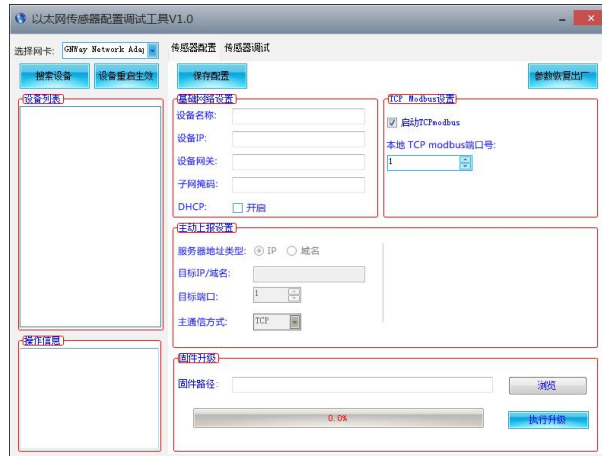 以太网传感器配置调试工具V1.0
选择网卡: GNWay Network Adap
传感器配置 传感器调试
搜索设备 设备重启生效 保存配置 参数恢复出厂
设备列表
基础网络设置
设备名称:
设备IP:
设备网关:
子网掩码:
DHCP: 开启
TCP Modbus设置
启动TCPmodbus
本地 TCP modbus端口号:
1
主动上报设置
服务器地址类型: IP 域名
目标IP/域名:
目标端口: 1
主通信方式: TCP
操作信息
固件升级
固件路径: 浏览
0.0% 执行升级